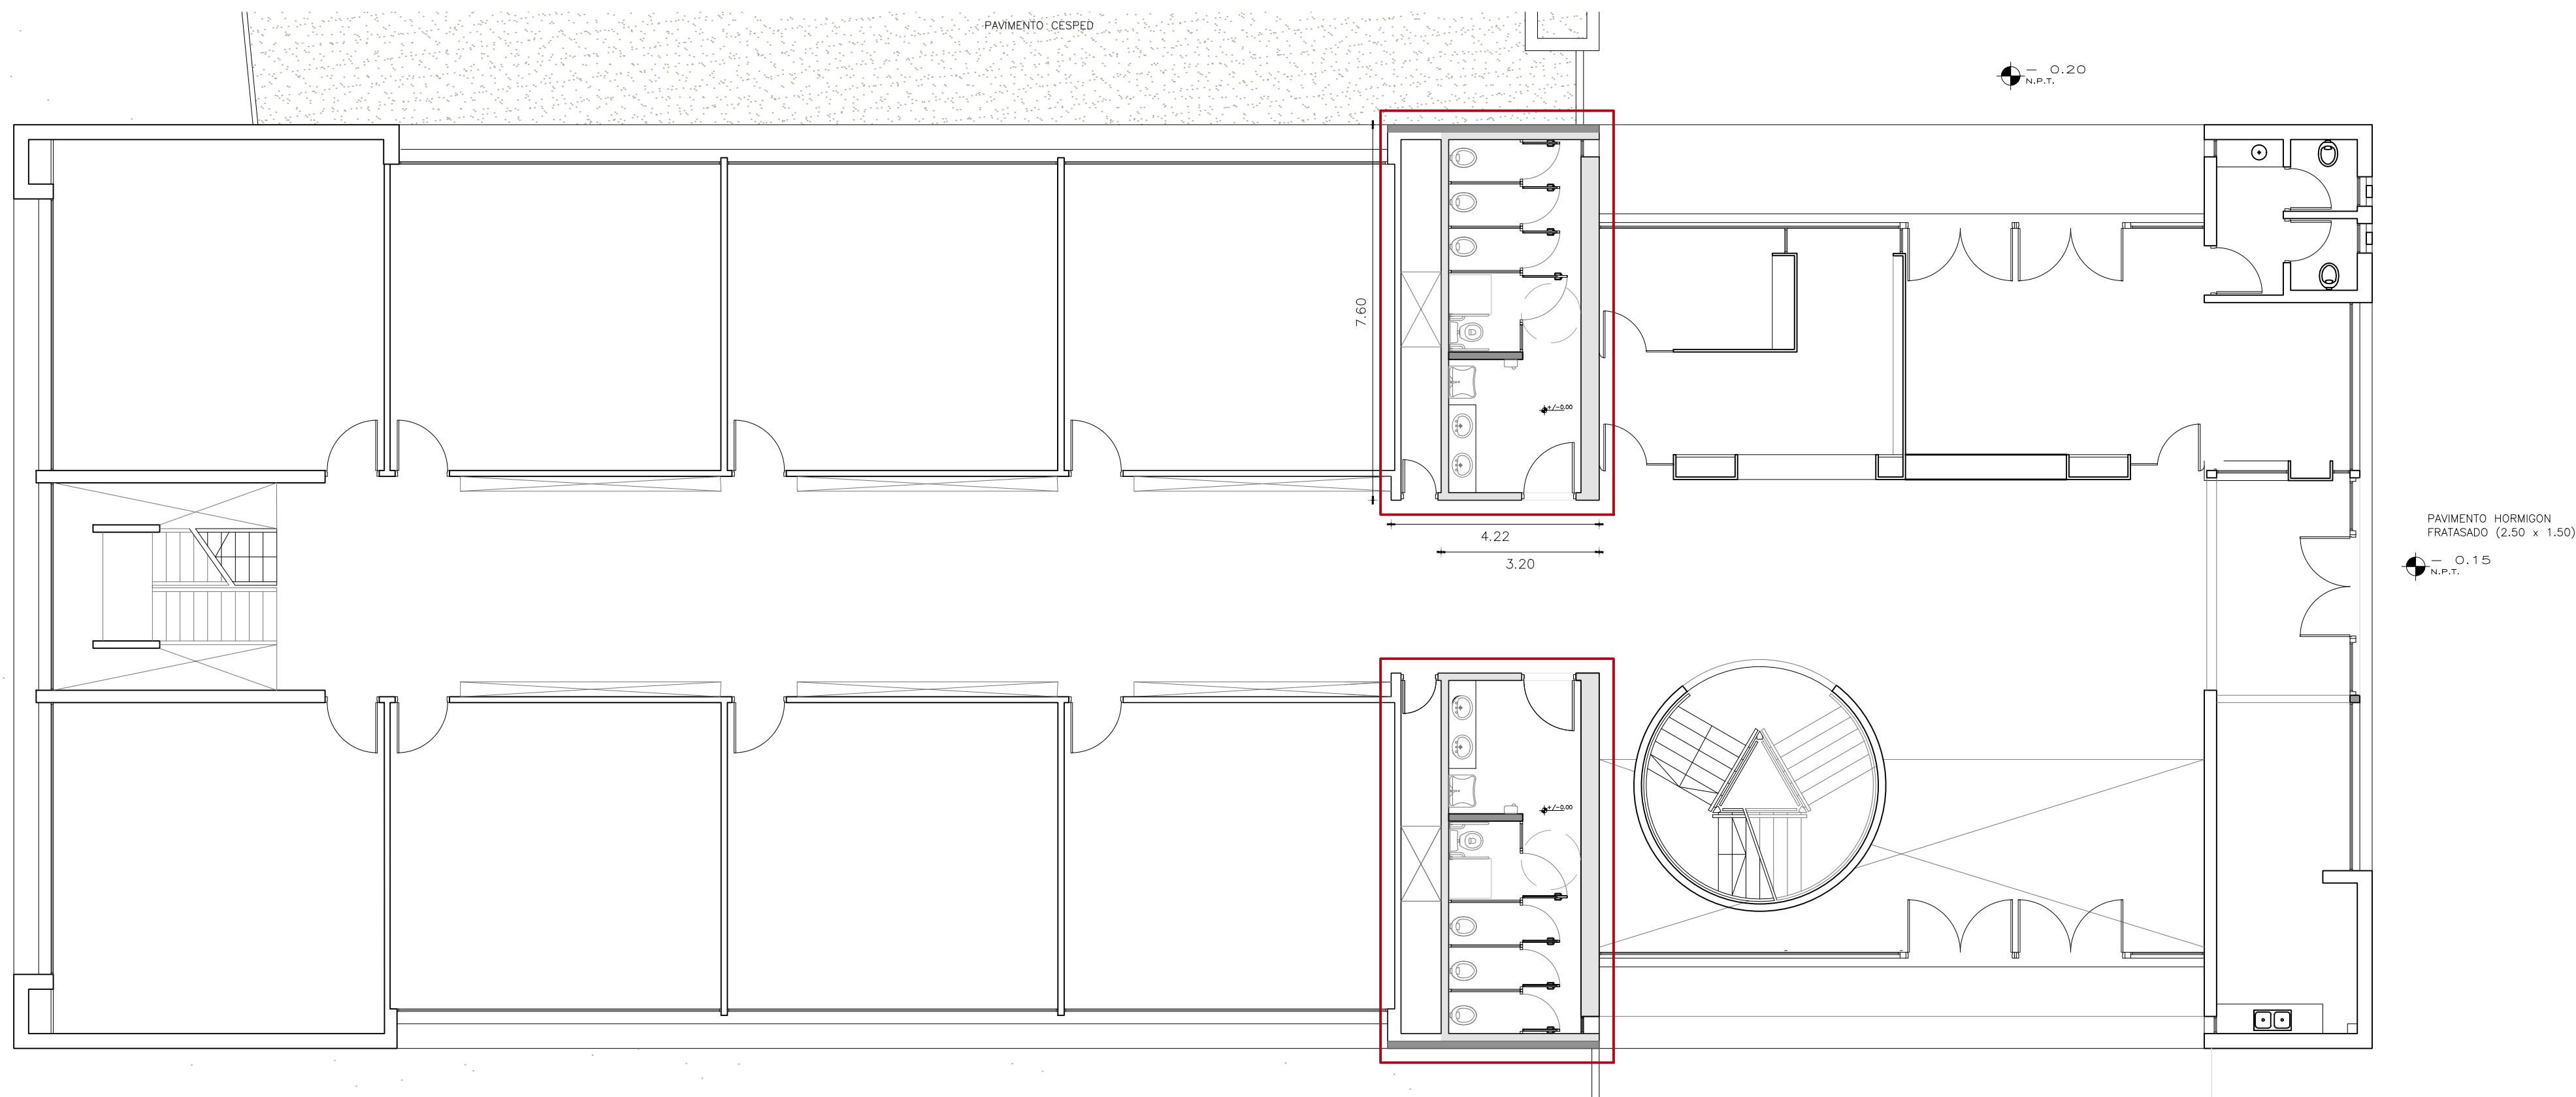 PAVIMENTO CESPED
- 0.20
N.P.T.
7.60
+/-0.00
4.22
3.20
PAVIMENTO HORMIGON
FRATASADO (2.50 x 1.50)
- 0.15
N.P.T.
+/-0.00